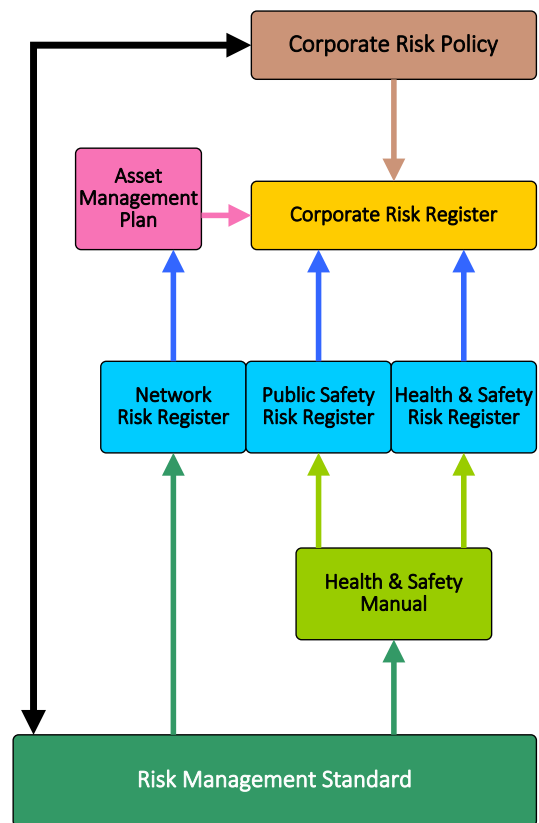 Corporate Risk Policy
Asset
Management
Plan
Corporate Risk Register
Network
Risk Register
Public Safety
Risk Register
Health & Safety
Risk Register
Health & Safety
Manual
Risk Management Standard